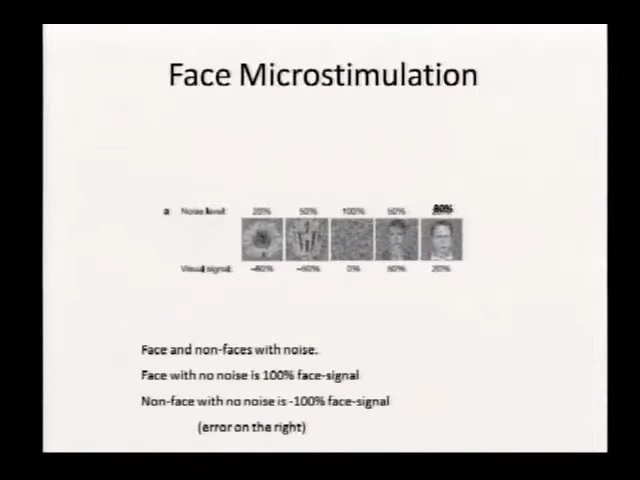 Face Microstimulation
a Noise level: 20% 50% 100% 50% 80%
Visual signal: –80% –50% 0% 50% 20%
Face and non-faces with noise.
Face with no noise is 100% face-signal
Non-face with no noise is -100% face-signal
(error on the right)